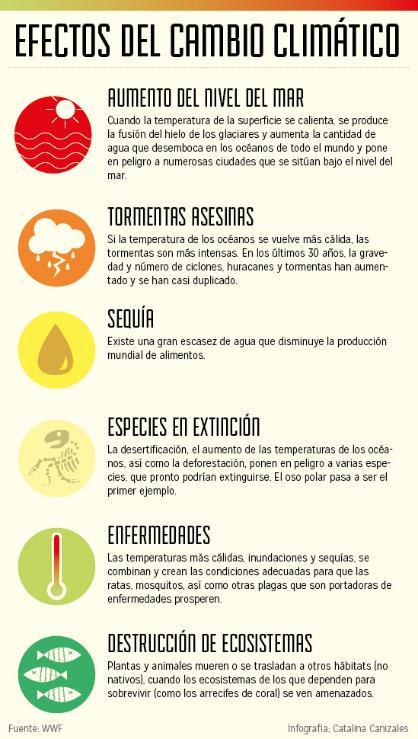 EFECTOS DEL CAMBIO CLIMÁTICO
AUMENTO DEL NIVEL DEL MAR
Cuando la temperatura de la superficie se calienta, se produce
la fusión del hielo de los glaciares y aumenta la cantidad de
agua que desemboca en los océanos de todo el mundo y pone
en peligro a numerosas ciudades que se sitúan bajo el nivel del
mar.
TORMENTAS ASESINAS
Si la temperatura de los océanos se vuelve más cálida, las
tormentas son más intensas. En los últimos 30 años, la grave-
dad y número de ciclones, huracanes y tormentas han aumen-
tado y se han casi duplicado.
SEQUÍA
Existe una gran escasez de agua que disminuye la producción
mundial de alimentos.
ESPECIES EN EXTINCIÓN
La desertificación, el aumento de las temperaturas de los océa-
nos, así como la deforestación, ponen en peligro a varias espe-
cies, que pronto podrían extinguirse. El oso polar pasa a ser el
primer ejemplo.
ENFERMEDADES
Las temperaturas más cálidas, inundaciones y sequías, se
combinan y crean las condiciones adecuadas para que las
ratas, mosquitos, así como otras plagas que son portadoras de
enfermedades prosperen.
DESTRUCCIÓN DE ECOSISTEMAS
Plantas y animales mueren o se trasladan a otros hábitats (no
nativos), cuando los ecosistemas de los que dependen para
sobrevivir (como los arrecifes de coral) se ven amenazados.
Fuente: WWF
Infografía: Catalina Canizales